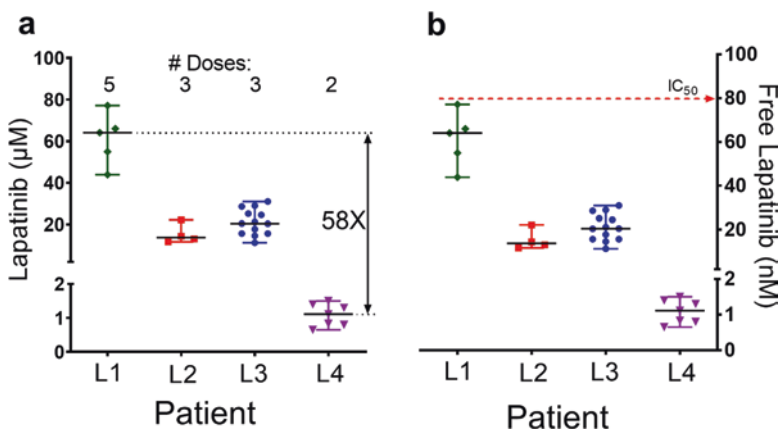 a
# Doses:
5 3 3 2
Lapatinib (µM)
100
80
60
40
20
2
1
0
58X
L1 L2 L3 L4
Patient
b
IC50
100
80
60
40
20
2
1
0
Free Lapatinib (nM)
L1 L2 L3 L4
Patient